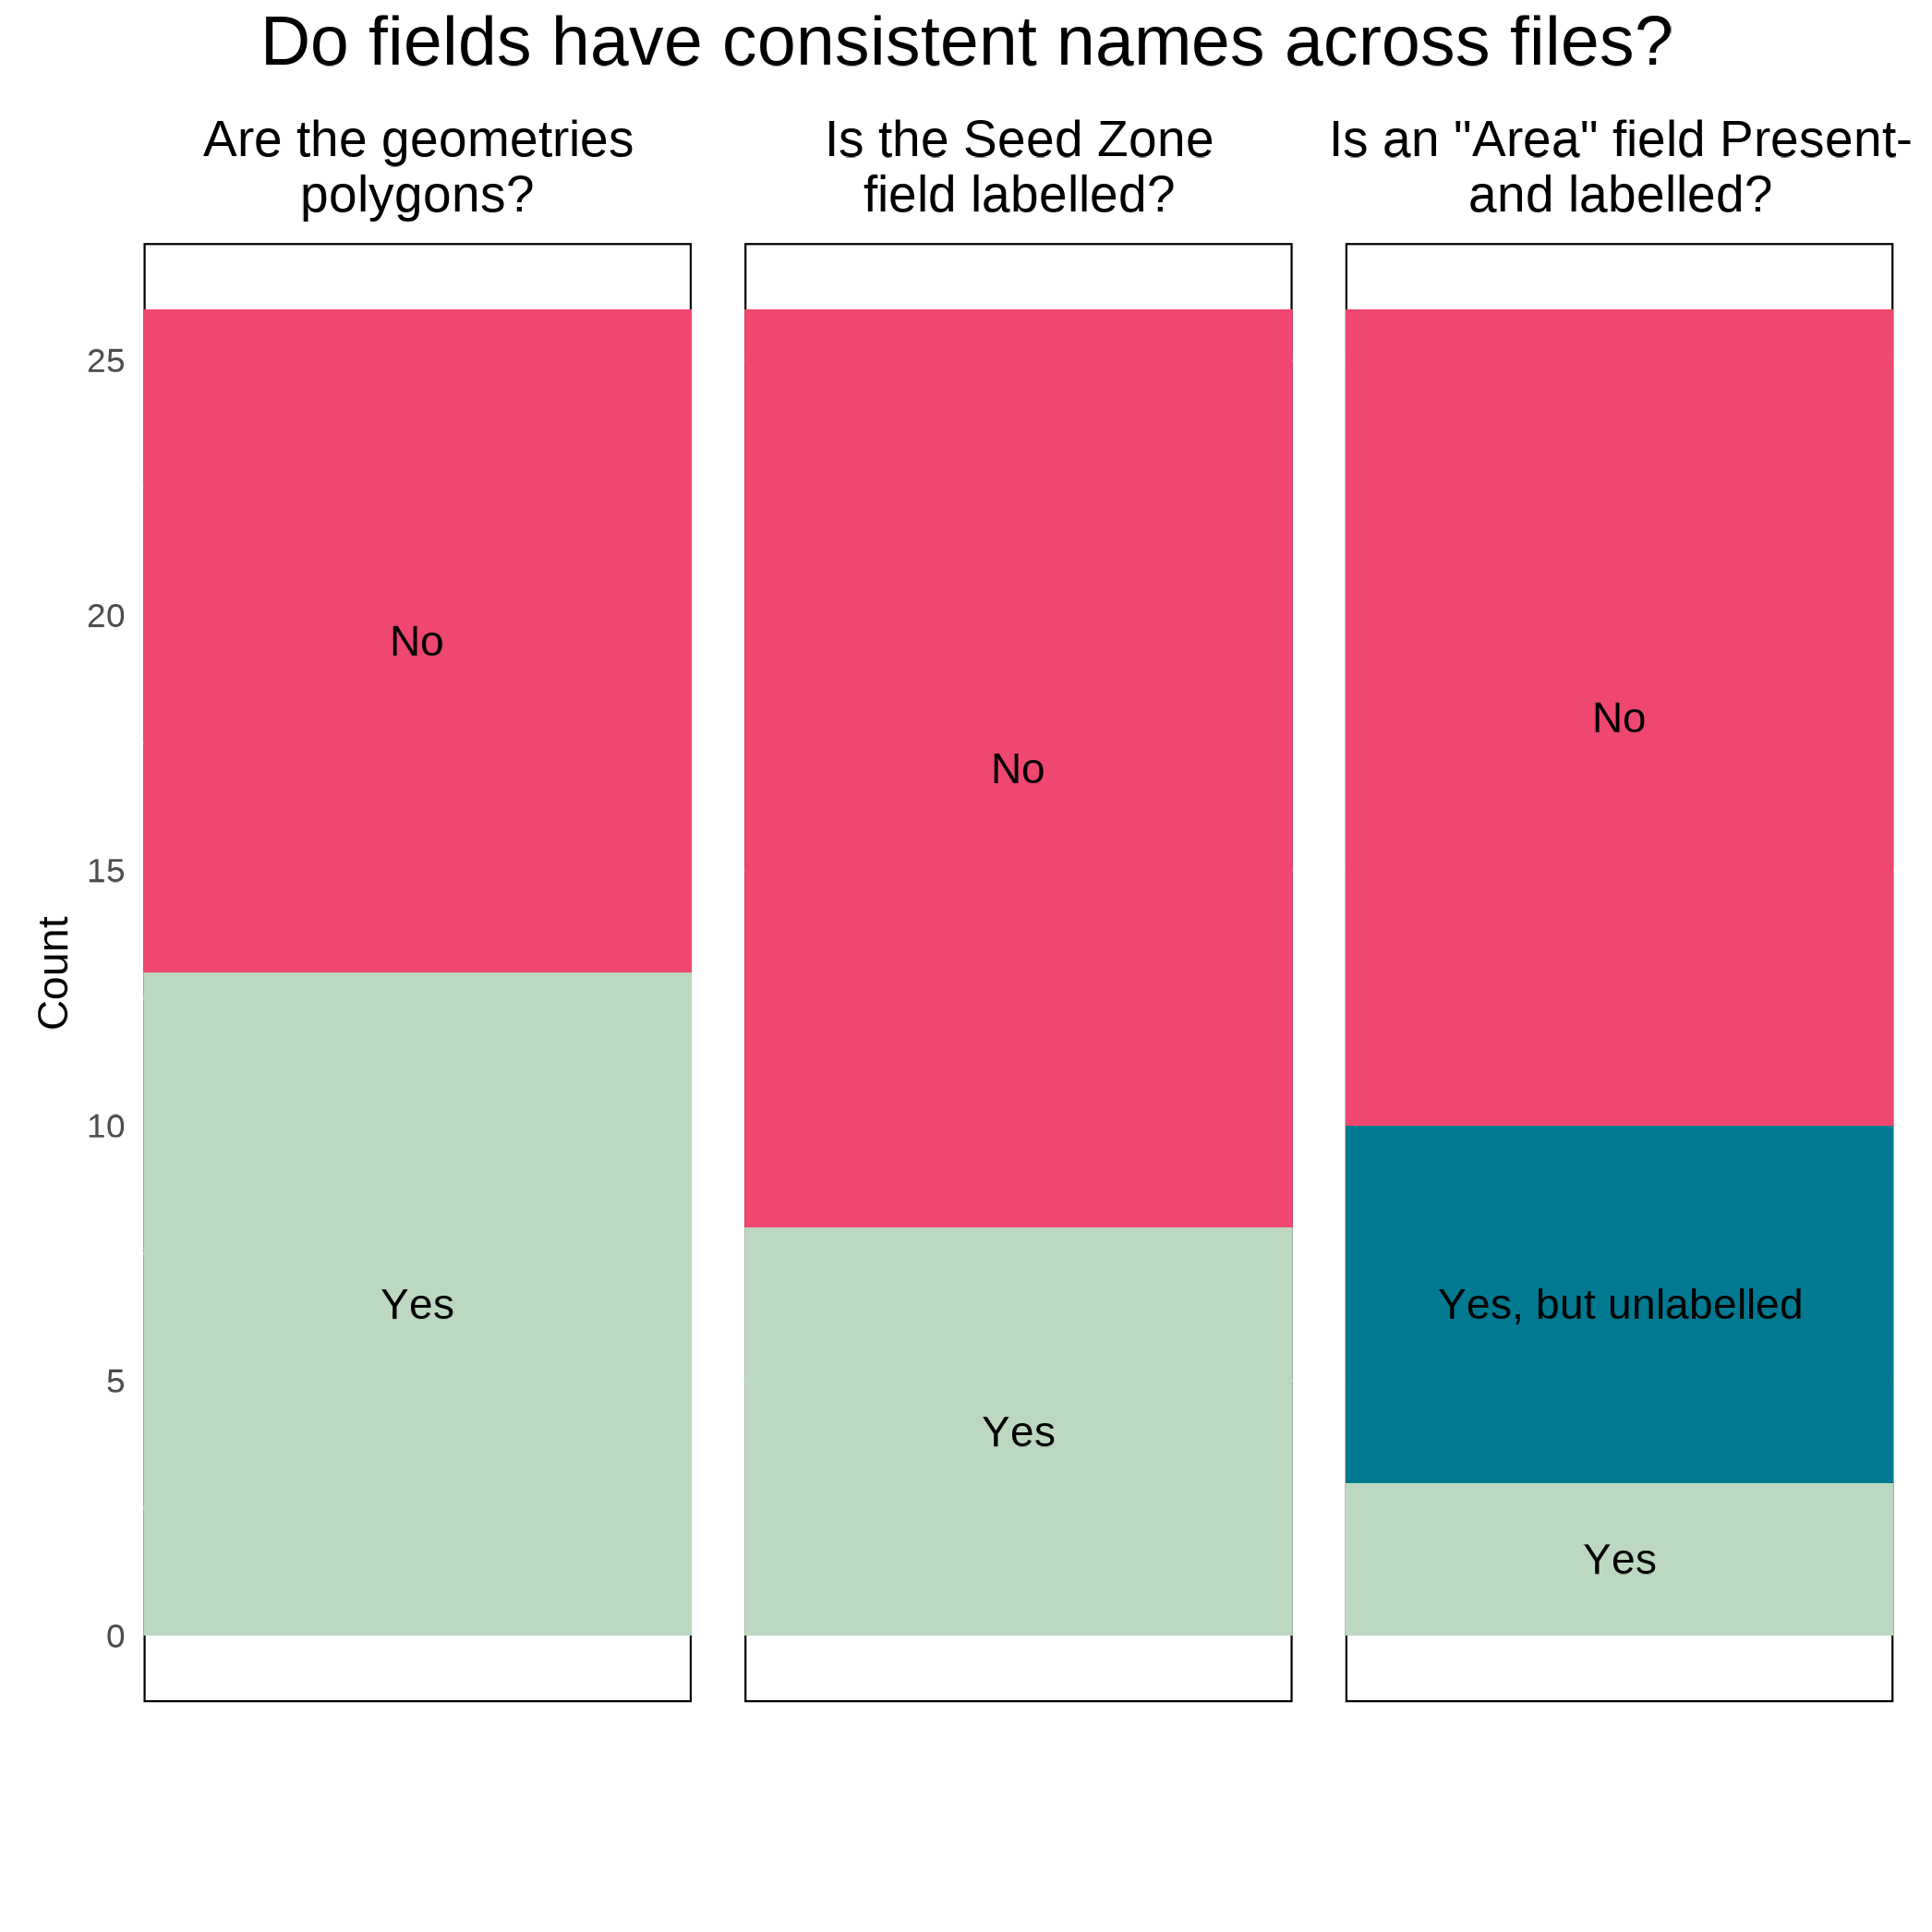 Do fields have consistent names across files?
Are the geometries
polygons?
Is the Seed Zone
field labelled?
Is an "Area" field Present-
and labelled?
Count
25
20
15
10
5
0
No
Yes
No
Yes
No
Yes, but unlabelled
Yes